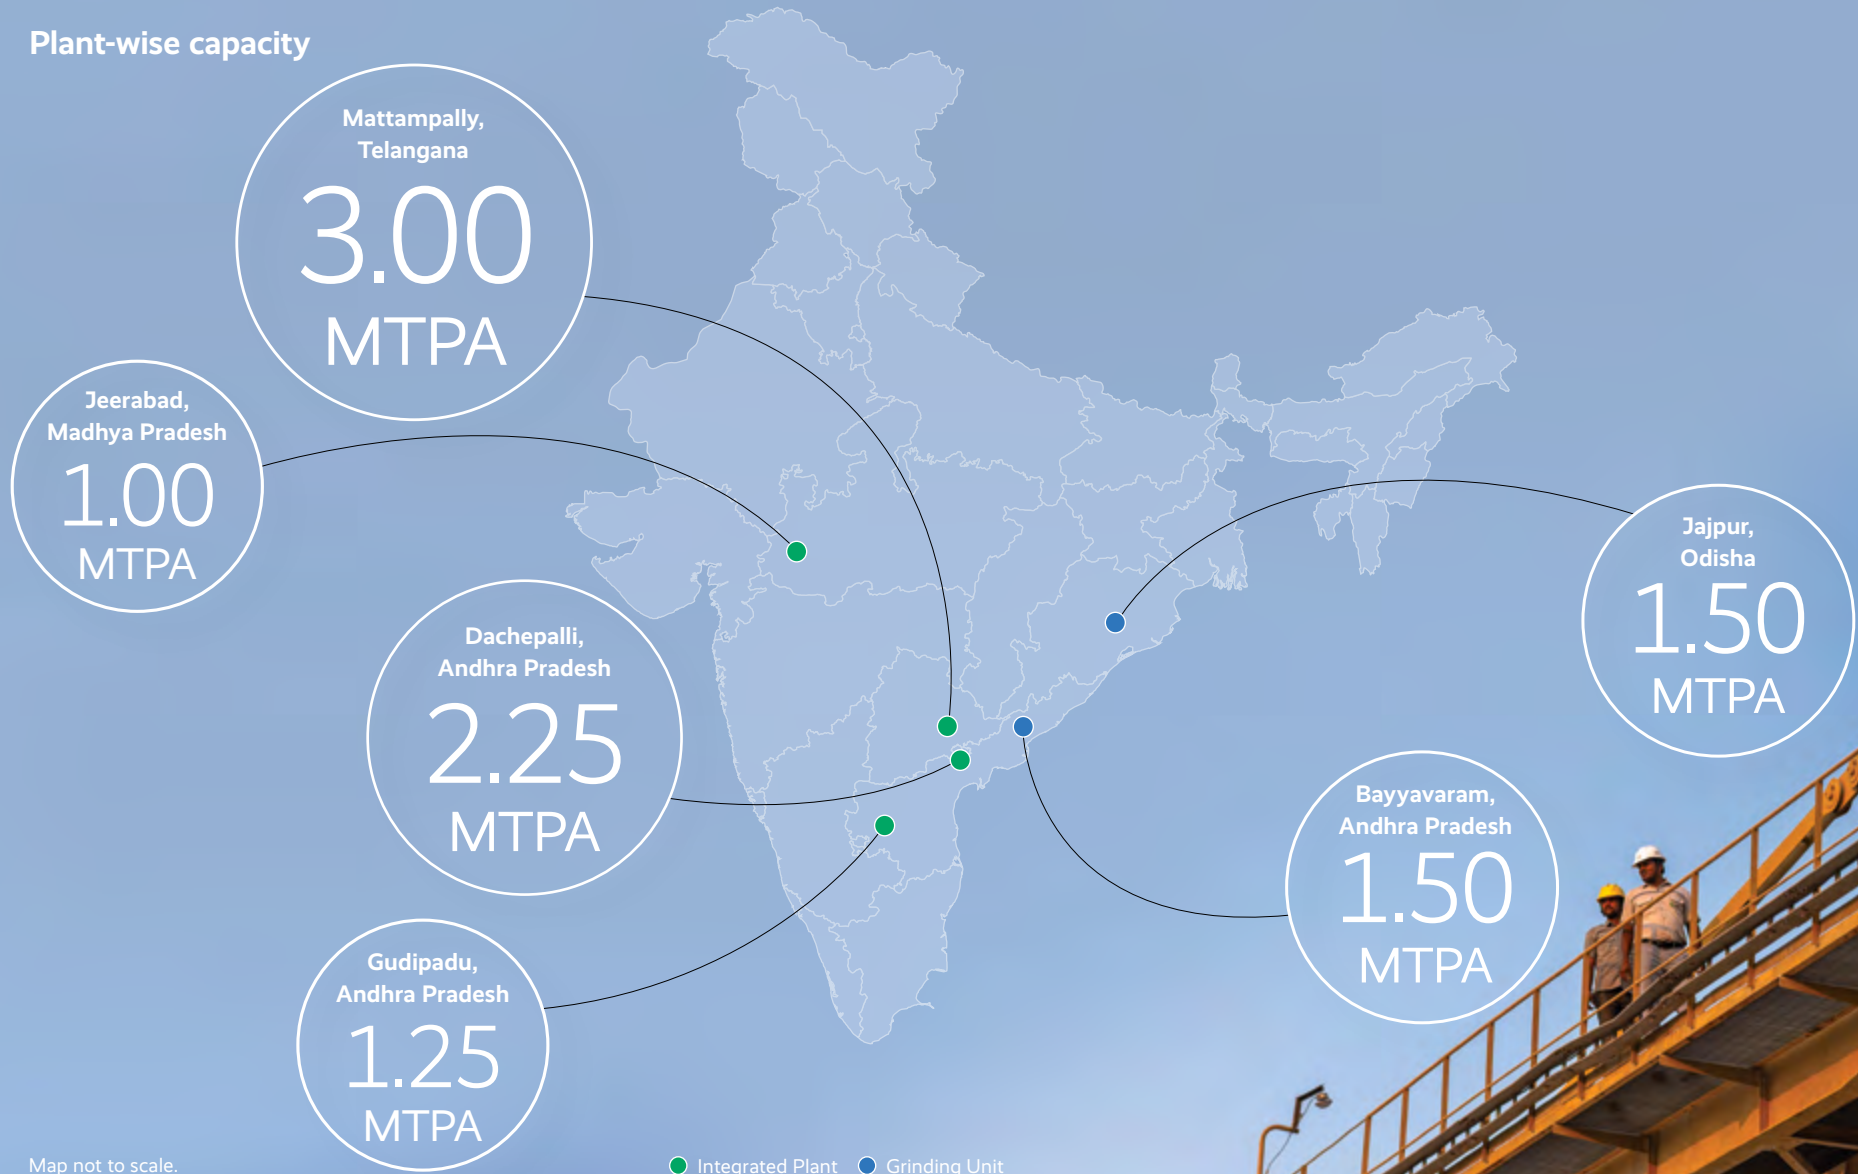 Plant-wise capacity
Mattampally,
Telangana
3.00
MTPA
Jeerabad,
Madhya Pradesh
1.00
MTPA
Dachepalli,
Andhra Pradesh
2.25
MTPA
Gudipadu,
Andhra Pradesh
1.25
MTPA
Jajpur,
Odisha
1.50
MTPA
Bayyavaram,
Andhra Pradesh
1.50
MTPA
Map not to scale.
Integrated Plant
Grinding Unit